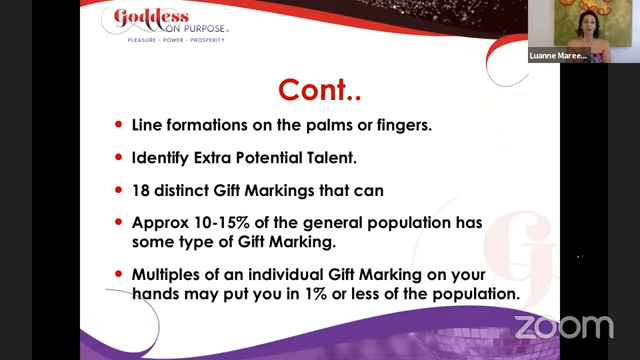 Goddess
ON PURPOSE™
PLEASURE • POWER • PROSPERITY
Luanne Maree...
Cont..
• Line formations on the palms or fingers.
• Identify Extra Potential Talent.
• 18 distinct Gift Markings that can
• Approx 10-15% of the general population has
some type of Gift Marking.
• Multiples of an individual Gift Marking on your
hands may put you in 1% or less of the population.
G
zoom